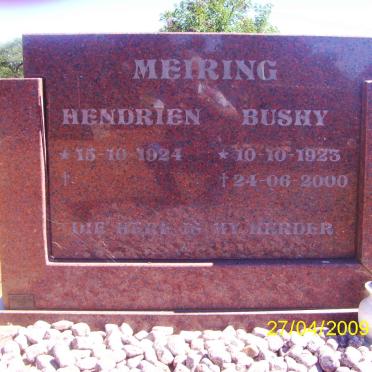 MEIRING
HENDRIEN BUSHY
* 15-10-1924 * 10-10-1923
† . † 24-06-2000
DIE HERE IS MY HERDER
27/04/2009